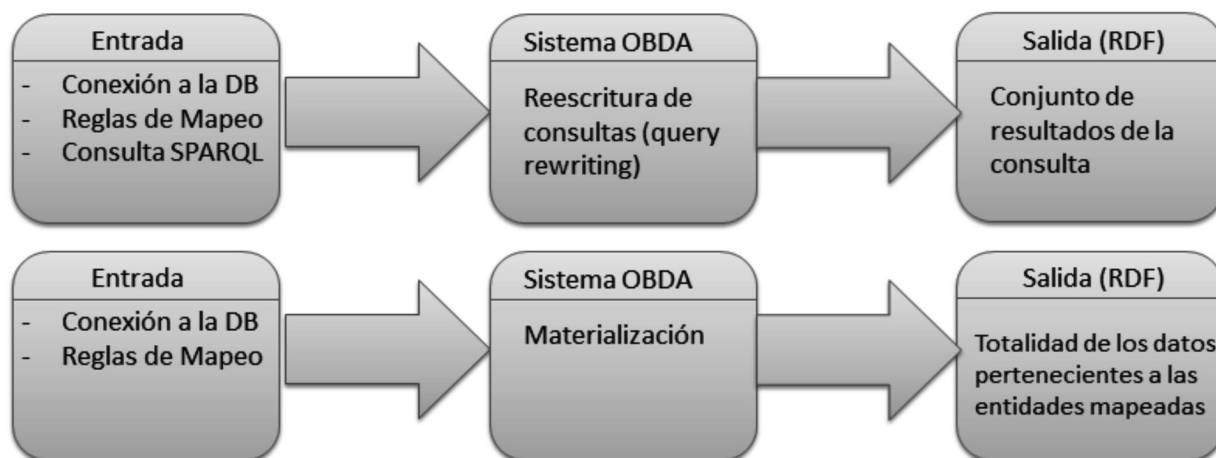 Entrada
- Conexión a la DB
- Reglas de Mapeo
- Consulta SPARQL
Sistema OBDA
Reescritura de
consultas (query
rewriting)
Salida (RDF)
Conjunto de
resultados de la
consulta
Entrada
- Conexión a la DB
- Reglas de Mapeo
Sistema OBDA
Materialización
Salida (RDF)
Totalidad de los datos
pertenecientes a las
entidades mapeadas